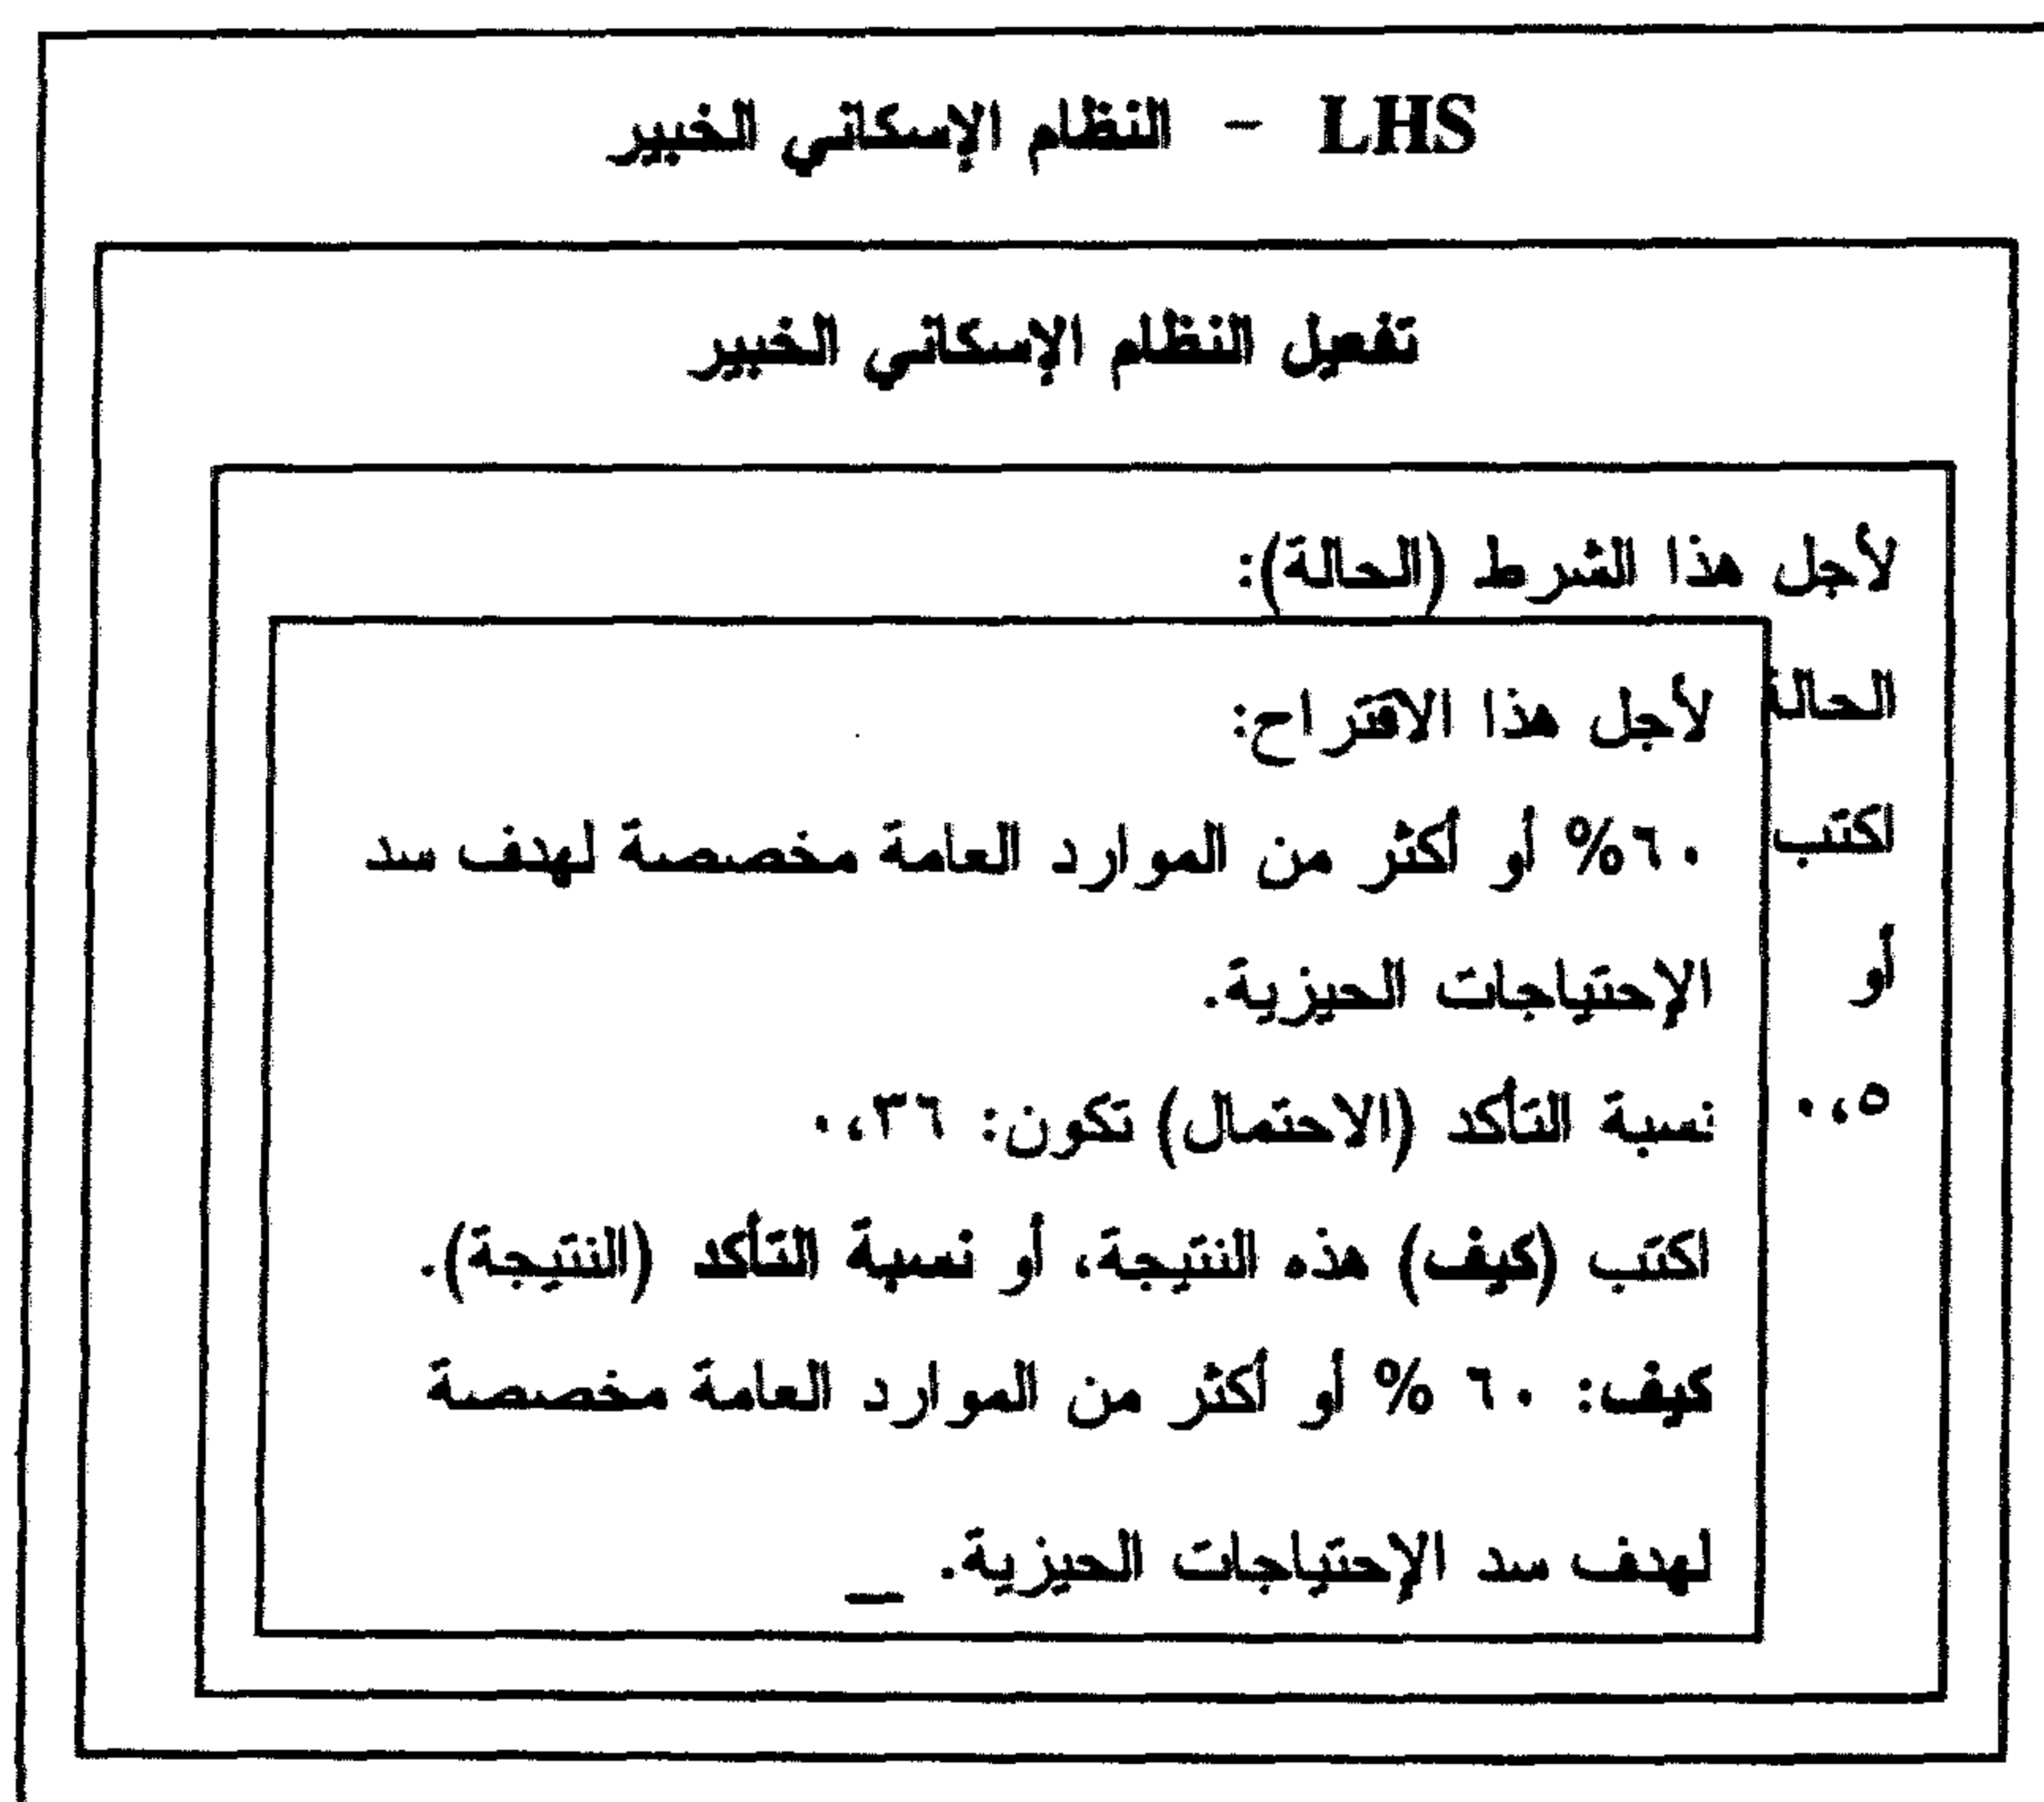 LHS - النظام الإسكاني الخبير
تفعيل النظام الإسكاني الخبير
لأجل هذا الشرط (الحالة):
الحالة
اكتب
أو
٠،٥
لأجل هذا الاقتراح:
٦٠% أو أكثر من الموارد العامة مخصصة لهدف سد
الإحتياجات الحيزية.
نسبة التأكد (الاحتمال) تكون: ٠،٣٦
اكتب (كيف) هذه النتيجة، أو نسبة التأكد (النتيجة).
كيف: ٦٠ % أو أكثر من الموارد العامة مخصصة
لهدف سد الإحتياجات الحيزية. _